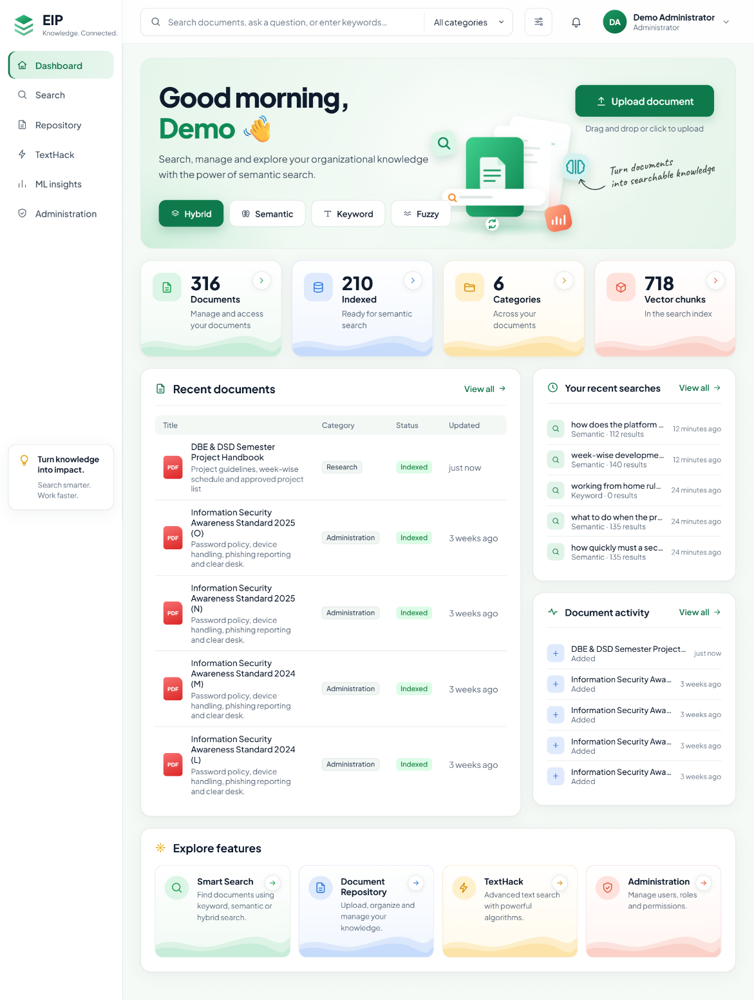 EIP
Knowledge. Connected.
Search documents, ask a question, or enter keywords...
All categories
DA
Demo Administrator
Administrator
Dashboard
Search
Repository
TextHack
ML insights
Administration
Turn knowledge
into impact.
Search smarter.
Work faster.
Good morning,
Demo 👋
Search, manage and explore your organizational knowledge
with the power of semantic search.
Hybrid
Semantic
Keyword
Fuzzy
Upload document
Drag and drop or click to upload
Turn documents
into searchable knowledge
316
Documents
Manage and access
your documents
210
Indexed
Ready for semantic
search
6
Categories
Across your
documents
718
Vector chunks
In the search index
Recent documents
View all →
Title Category Status Updated
PDF
DBE & DSD Semester
Project Handbook
Project guidelines, week-wise
schedule and approved project
list
Research
Indexed
just now
PDF
Information Security
Awareness Standard 2025
(O)
Password policy, device
handling, phishing reporting
and clear desk.
Administration
Indexed
3 weeks ago
PDF
Information Security
Awareness Standard 2025
(N)
Password policy, device
handling, phishing reporting
and clear desk.
Administration
Indexed
3 weeks ago
PDF
Information Security
Awareness Standard 2024
(M)
Password policy, device
handling, phishing reporting
and clear desk.
Administration
Indexed
3 weeks ago
PDF
Information Security
Awareness Standard 2024
(L)
Password policy, device
handling, phishing reporting
and clear desk.
Administration
Indexed
3 weeks ago
Your recent searches
View all →
how does the platform ...
Semantic · 112 results
12 minutes ago
week-wise developme...
Semantic · 140 results
12 minutes ago
working from home rul...
Keyword · 0 results
24 minutes ago
what to do when the pr...
Semantic · 135 results
24 minutes ago
how quickly must a sec...
Semantic · 135 results
24 minutes ago
Document activity
View all →
DBE & DSD Semester Project...
Added
just now
Information Security Awa...
Added
3 weeks ago
Information Security Awa...
Added
3 weeks ago
Information Security Awa...
Added
3 weeks ago
Information Security Awa...
Added
3 weeks ago
Explore features
Smart Search
Find documents using
keyword, semantic or
hybrid search.
Document
Repository
Upload, organize and
manage your
knowledge.
TextHack
Advanced text search
with powerful
algorithms.
Administration
Manage users, roles
and permissions.